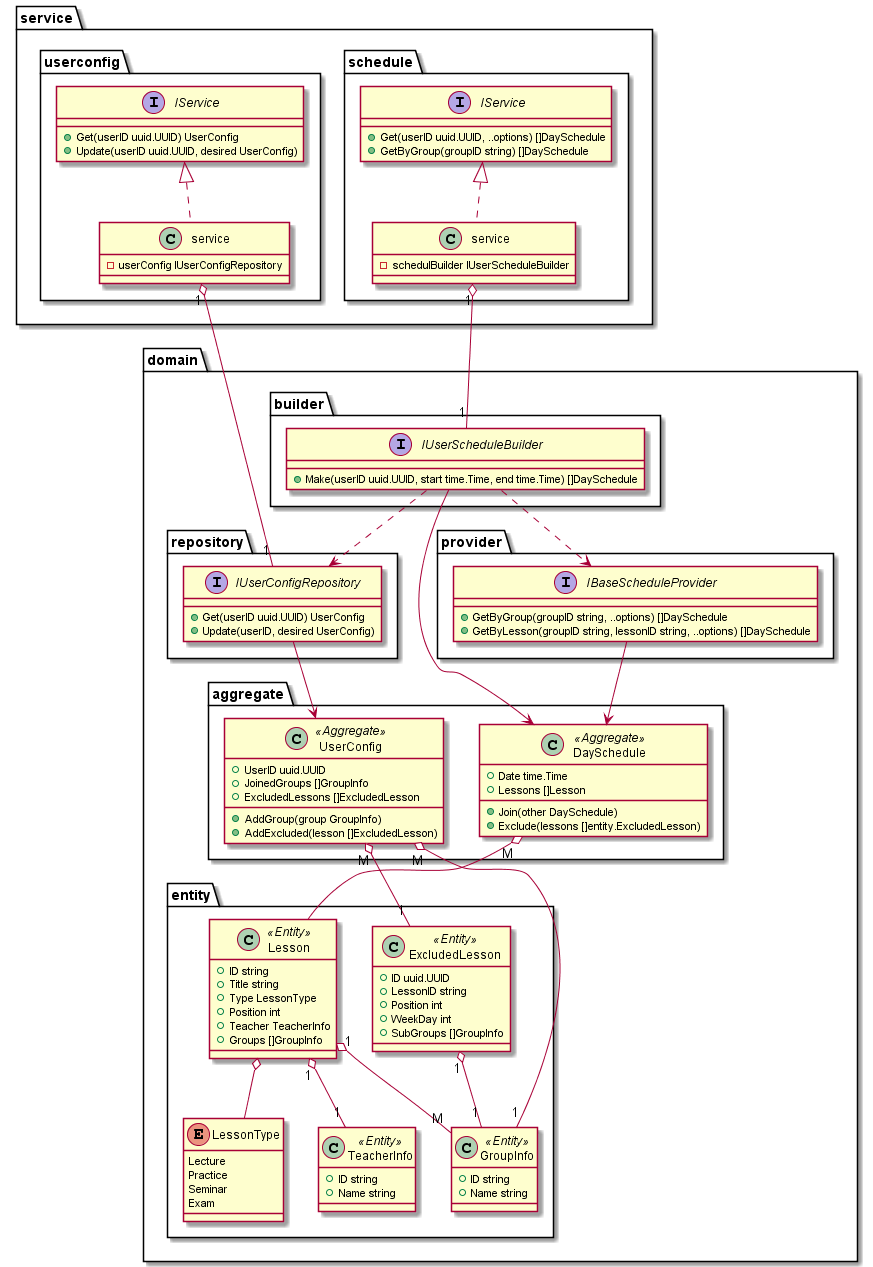 service
userconfig
I IService
Get(userID uuid.UUID) UserConfig
Update(userID uuid.UUID, desired UserConfig)
C service
userConfig IUserConfigRepository
1
schedule
I IService
Get(userID uuid.UUID, ..options) []DaySchedule
GetByGroup(groupID string) []DaySchedule
C service
schedulBuilder IUserScheduleBuilder
1
domain
builder
1
I IUserScheduleBuilder
Make(userID uuid.UUID, start time.Time, end time.Time) []DaySchedule
repository
1
I IUserConfigRepository
Get(userID uuid.UUID) UserConfig
Update(userID, desired UserConfig)
provider
I IBaseScheduleProvider
GetByGroup(groupID string, ..options) []DaySchedule
GetByLesson(groupID string, lessonID string, ..options) []DaySchedule
aggregate
«Aggregate»
C UserConfig
UserID uuid.UUID
JoinedGroups []GroupInfo
ExcludedLessons []ExcludedLesson
AddGroup(group GroupInfo)
AddExcluded(lesson []ExcludedLesson)
M
M
«Aggregate»
C DaySchedule
Date time.Time
Lessons []Lesson
Join(other DaySchedule)
Exclude(lessons []entity.ExcludedLesson)
M
entity
«Entity»
C Lesson
ID string
Title string
Type LessonType
Position int
Teacher TeacherInfo
Groups []GroupInfo
1
1
1
«Entity»
C ExcludedLesson
ID uuid.UUID
LessonID string
Position int
WeekDay int
SubGroups []GroupInfo
1
E LessonType
Lecture
Practice
Seminar
Exam
1
«Entity»
C TeacherInfo
ID string
Name string
M
1
1
«Entity»
C GroupInfo
ID string
Name string